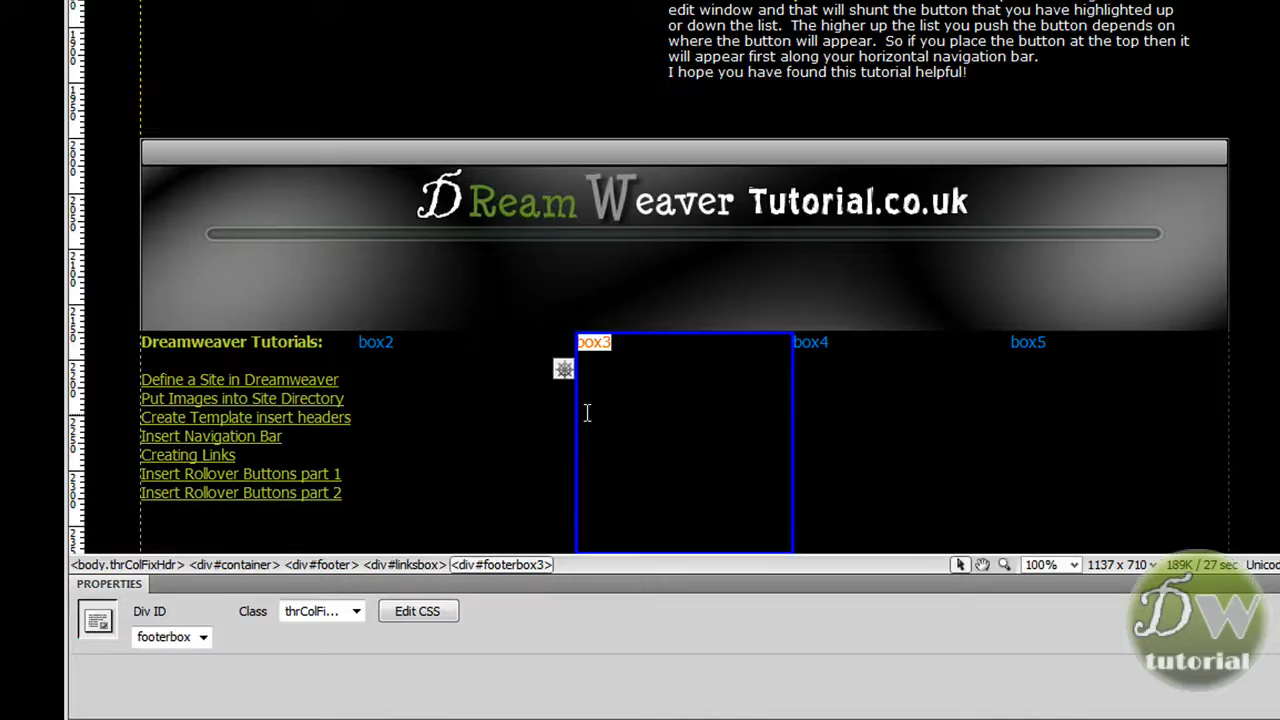 edit window and that will shunt the button that you have highlighted up
or down the list. The higher up the list you push the button depends on
where the button will appear. So if you place the button at the top then it
will appear first along your horizontal navigation bar.
I hope you have found this tutorial helpful!
DReam Weaver Tutorial.co.uk
Dreamweaver Tutorials: box2 box3 box4 box5
Define a Site in Dreamweaver
Put Images into Site Directory
Create Template insert headers
Insert Navigation Bar
Creating Links
Insert Rollover Buttons part 1
Insert Rollover Buttons part 2
<body.thrColFixHdr> <div#container> <div#footer> <div#linksbox> <div#footerbox3> 100% 1137 x 710 189K / 27 sec Unicod
PROPERTIES
Div ID Class thrColFi... Edit CSS
footerbox
DW
tutorial